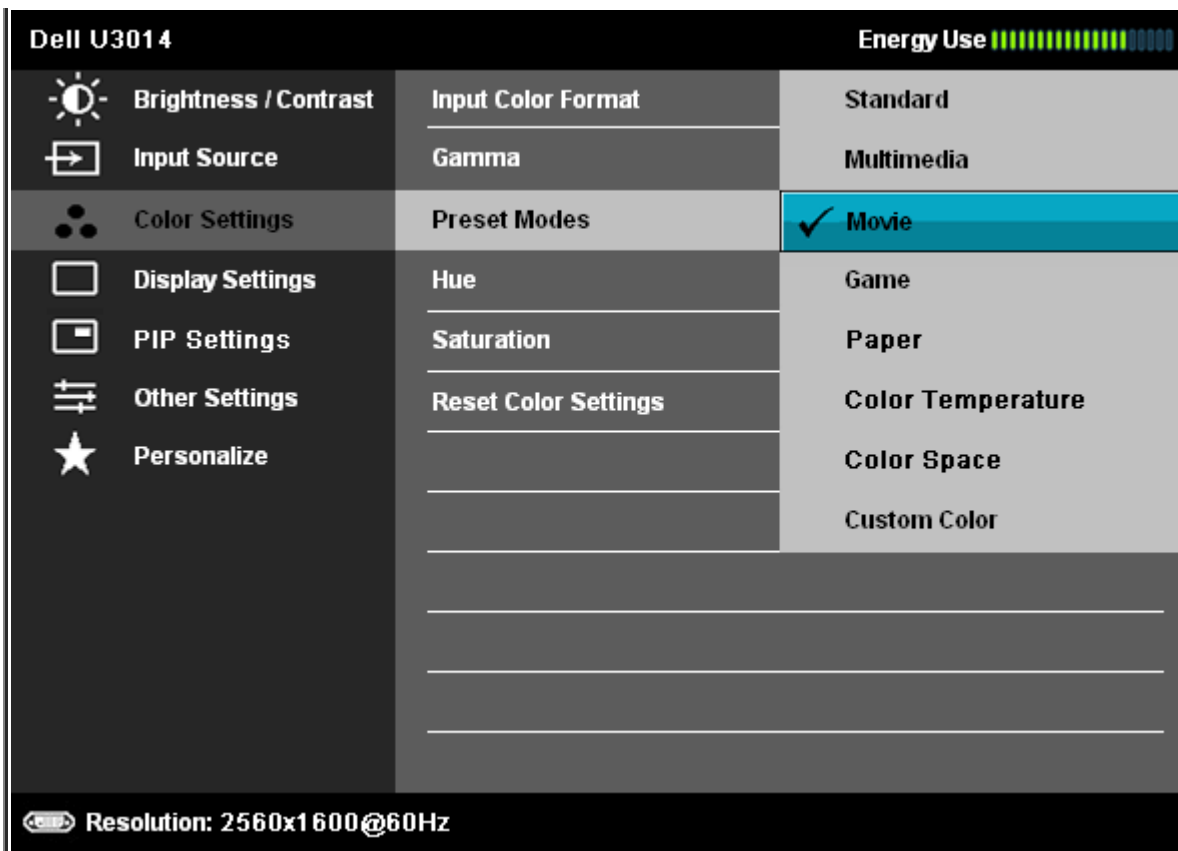 Dell U3014 Energy Use
Brightness / Contrast Input Color Format Standard
Input Source Gamma Multimedia
Color Settings Preset Modes Movie
Display Settings Hue Game
PIP Settings Saturation Paper
Other Settings Reset Color Settings Color Temperature
Personalize Color Space
Custom Color
Resolution: 2560x1600@60Hz